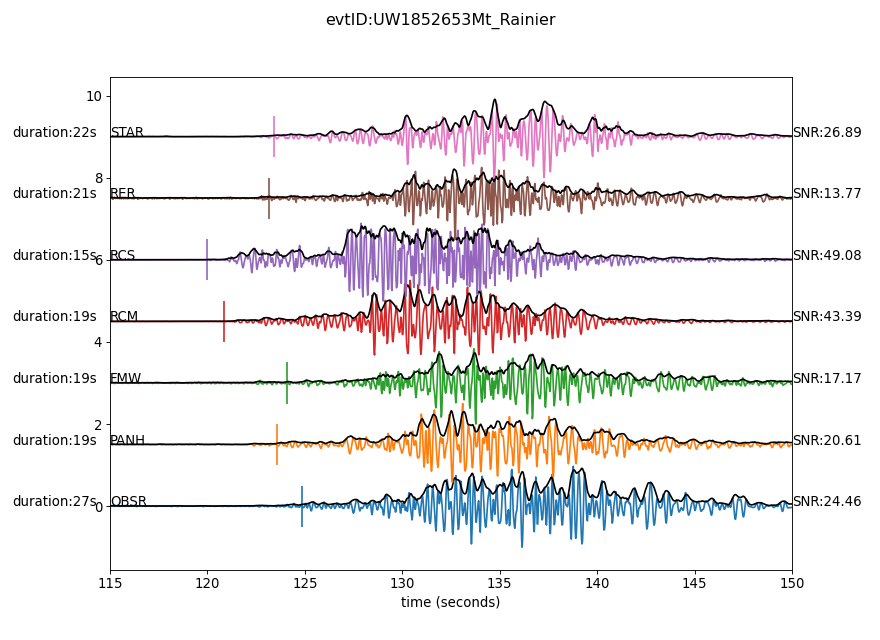 evtID:UW1852653Mt_Rainier
10
duration:22s STAR SNR:26.89
8
duration:21s RER SNR:13.77
duration:15s RCS SNR:49.08
6
duration:19s RCM SNR:43.39
4
duration:19s FMW SNR:17.17
2
duration:19s PANH SNR:20.61
duration:27s OBSR SNR:24.46
0
115 120 125 130 135 140 145 150
time (seconds)